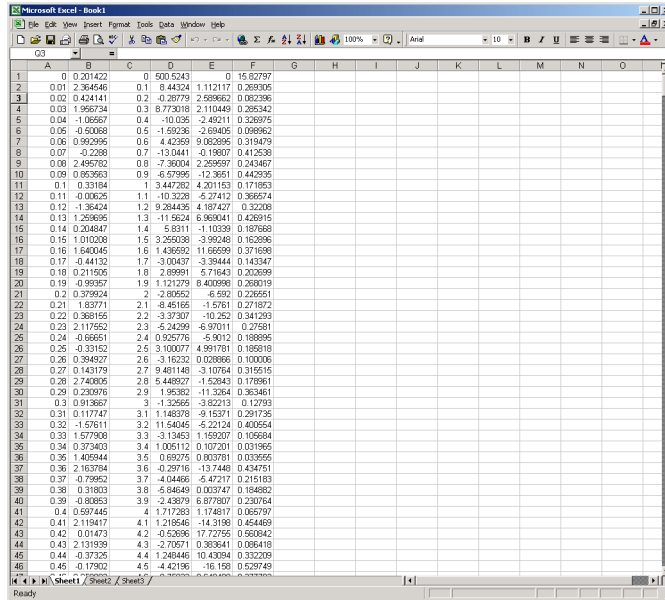 Microsoft Excel - Book1
File Edit View Insert Format Tools Data Window Help
100% Arial 10 B I U
Q3 =
A B C D E F G H I J K L M N O
1 0 0.201422 0 500.5243 0 15.82797
2 0.01 2.364546 0.1 8.44324 1.112117 0.269305
3 0.02 0.424141 0.2 -0.28779 2.589662 0.082396
4 0.03 1.956734 0.3 8.773018 2.110449 0.285342
5 0.04 -1.06567 0.4 -10.035 -2.49211 0.326975
6 0.05 -0.50068 0.5 -1.59236 -2.69405 0.098962
7 0.06 0.992995 0.6 4.42359 9.082895 0.319479
8 0.07 -0.2288 0.7 -13.0441 -0.19807 0.412538
9 0.08 2.495782 0.8 -7.36004 2.259597 0.243467
10 0.09 0.853563 0.9 -6.57995 -12.3651 0.442935
11 0.1 0.33184 1 3.447282 4.201153 0.171853
12 0.11 -0.00625 1.1 -10.3228 -5.27412 0.366574
13 0.12 -1.36424 1.2 9.284435 4.187427 0.32208
14 0.13 1.259695 1.3 -11.5624 6.969041 0.426915
15 0.14 0.204847 1.4 5.8311 -1.10339 0.187668
16 0.15 1.010208 1.5 3.255038 -3.99248 0.162896
17 0.16 1.640045 1.6 1.436592 11.66599 0.371698
18 0.17 -0.44132 1.7 -3.00437 -3.39444 0.143347
19 0.18 0.211505 1.8 2.89991 5.71643 0.202699
20 0.19 -0.99357 1.9 1.121279 8.400998 0.268019
21 0.2 0.379924 2 -2.80552 -6.592 0.226551
22 0.21 1.83771 2.1 -8.45165 -1.5761 0.271872
23 0.22 0.368155 2.2 -3.37307 -10.252 0.341293
24 0.23 2.117552 2.3 -5.24299 -6.97011 0.27581
25 0.24 -0.66651 2.4 0.925776 -5.9012 0.188895
26 0.25 -0.33152 2.5 3.100077 4.991781 0.185818
27 0.26 0.394927 2.6 -3.16232 0.028866 0.100006
28 0.27 0.143179 2.7 9.481148 -3.10764 0.315515
29 0.28 2.740805 2.8 5.448927 -1.52843 0.178961
30 0.29 0.230976 2.9 1.95382 -11.3264 0.363461
31 0.3 0.913667 3 -1.32565 -3.82213 0.12793
32 0.31 0.117747 3.1 1.148378 -9.15371 0.291735
33 0.32 -1.57611 3.2 11.54045 -5.22124 0.400554
34 0.33 1.577908 3.3 -3.13453 1.159207 0.105684
35 0.34 0.373403 3.4 1.005112 0.107201 0.031965
36 0.35 1.405944 3.5 0.69275 0.803781 0.033555
37 0.36 2.163784 3.6 -0.29716 -13.7448 0.434751
38 0.37 -0.79952 3.7 -4.04466 -5.47217 0.215183
39 0.38 0.31803 3.8 -5.84649 0.003747 0.184882
40 0.39 -0.80853 3.9 -2.43879 6.877807 0.230764
41 0.4 0.597445 4 1.717283 1.174817 0.065797
42 0.41 2.119417 4.1 1.218546 -14.3198 0.454469
43 0.42 0.01473 4.2 -0.52696 17.72755 0.560842
44 0.43 2.131939 4.3 -2.70571 0.383641 0.086418
45 0.44 -0.37325 4.4 1.248446 10.43094 0.332209
46 0.45 -0.17902 4.5 -4.42196 -16.158 0.529749
Sheet1 Sheet2 Sheet3
Ready